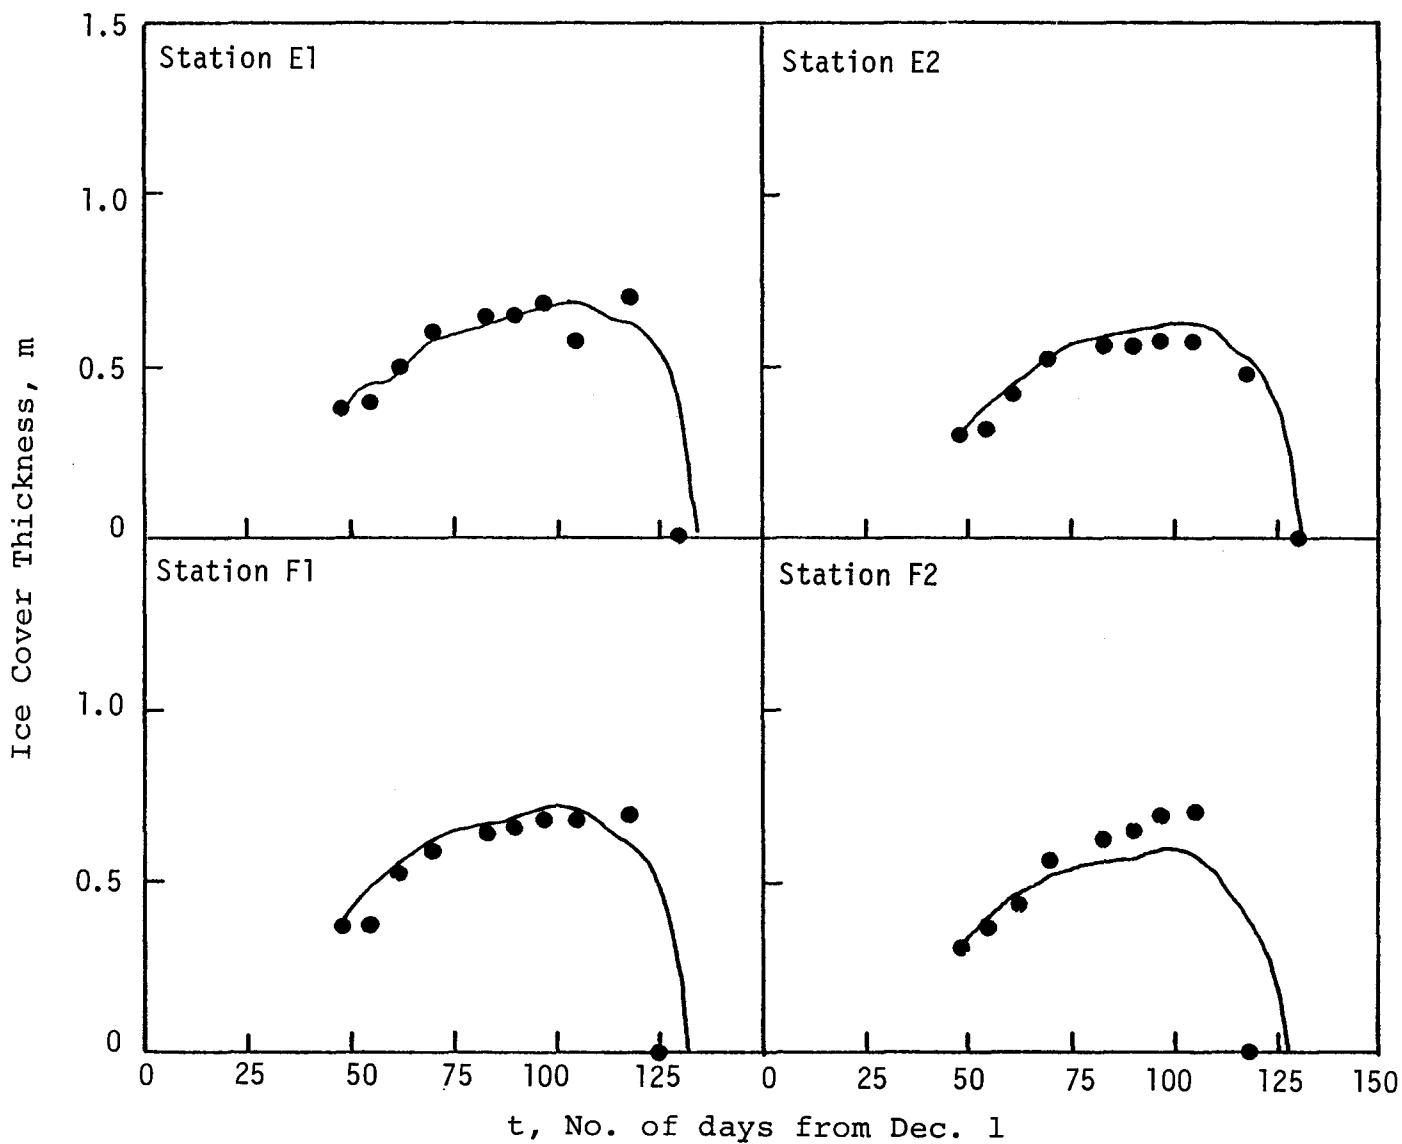 1.5
Station E1
Station E2
1.0
0.5
0
Station F1
Station F2
1.0
0.5
0
0 25 50 75 100 125 0 25 50 75 100 125 150
t, No. of days from Dec. 1
Ice Cover Thickness, m